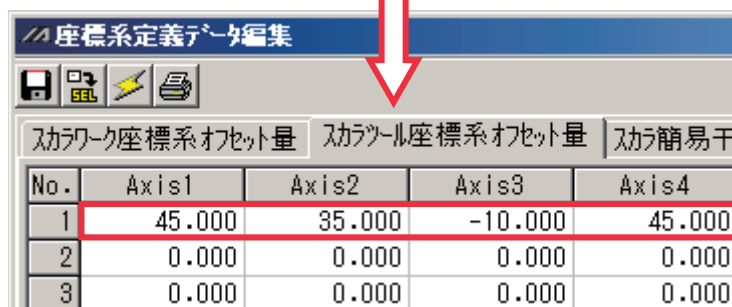 座標系定義データ編集
SEL
スカラワーク座標系オフセット量 スカラツール座標系オフセット量 スカラ簡易干
No. Axis1 Axis2 Axis3 Axis4
1 45.000 35.000 -10.000 45.000
2 0.000 0.000 0.000 0.000
3 0.000 0.000 0.000 0.000